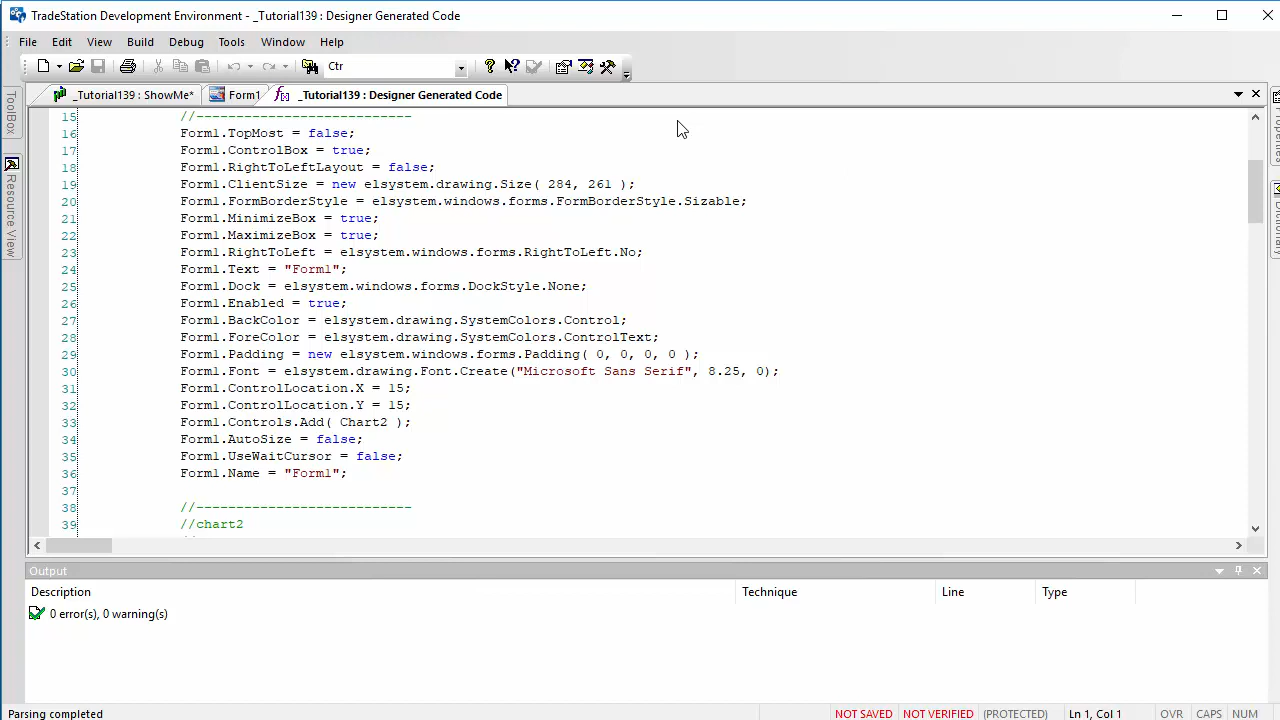 TradeStation Development Environment - _Tutorial139 : Designer Generated Code
File Edit View Build Debug Tools Window Help
Ctr
_Tutorial139 : ShowMe* Form1 _Tutorial139 : Designer Generated Code
ToolBox
Resource View
Properties
Dictionary
15 //---------------------------
16 Form1.TopMost = false;
17 Form1.ControlBox = true;
18 Form1.RightToLeftLayout = false;
19 Form1.ClientSize = new elsystem.drawing.Size( 284, 261 );
20 Form1.FormBorderStyle = elsystem.windows.forms.FormBorderStyle.Sizable;
21 Form1.MinimizeBox = true;
22 Form1.MaximizeBox = true;
23 Form1.RightToLeft = elsystem.windows.forms.RightToLeft.No;
24 Form1.Text = "Form1";
25 Form1.Dock = elsystem.windows.forms.DockStyle.None;
26 Form1.Enabled = true;
27 Form1.BackColor = elsystem.drawing.SystemColors.Control;
28 Form1.ForeColor = elsystem.drawing.SystemColors.ControlText;
29 Form1.Padding = new elsystem.windows.forms.Padding( 0, 0, 0, 0 );
30 Form1.Font = elsystem.drawing.Font.Create("Microsoft Sans Serif", 8.25, 0);
31 Form1.ControlLocation.X = 15;
32 Form1.ControlLocation.Y = 15;
33 Form1.Controls.Add( Chart2 );
34 Form1.AutoSize = false;
35 Form1.UseWaitCursor = false;
36 Form1.Name = "Form1";
37
38 //---------------------------
39 //chart2
Output
Description Technique Line Type
0 error(s), 0 warning(s)
Parsing completed NOT SAVED NOT VERIFIED (PROTECTED) Ln 1, Col 1 OVR CAPS NUM